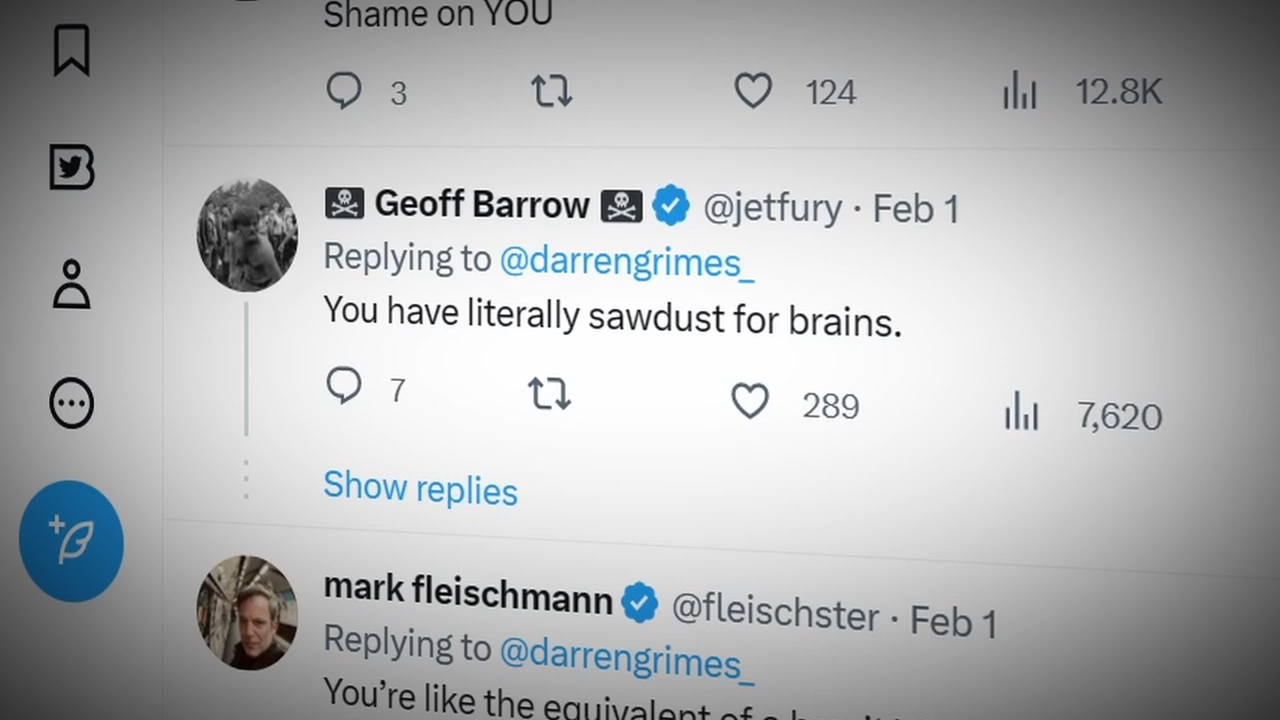 Shame on YOU
3 124 12.8K
Geoff Barrow @jetfury · Feb 1
Replying to @darrengrimes_
You have literally sawdust for brains.
7 289 7,620
Show replies
mark fleischmann @fleischster · Feb 1
Replying to @darrengrimes_
You're like the equivalent of a